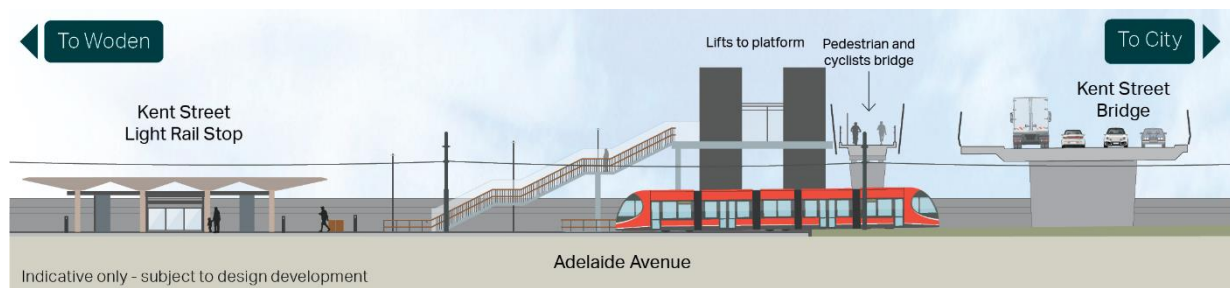 To Woden
To City
Lifts to platform
Pedestrian and
cyclists bridge
Kent Street
Light Rail Stop
Kent Street
Bridge
Adelaide Avenue
Indicative only - subject to design development